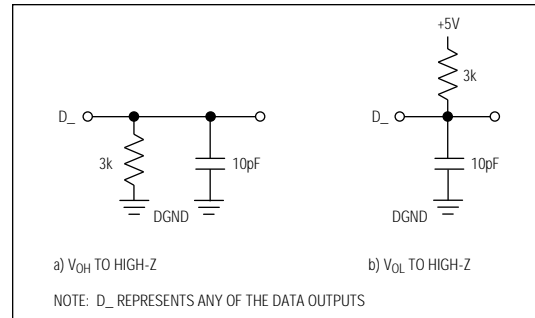 +5V
3k
D_
D_
3k
10pF
10pF
DGND
DGND
a) VOH TO HIGH-Z
b) VOL TO HIGH-Z
NOTE: D_ REPRESENTS ANY OF THE DATA OUTPUTS